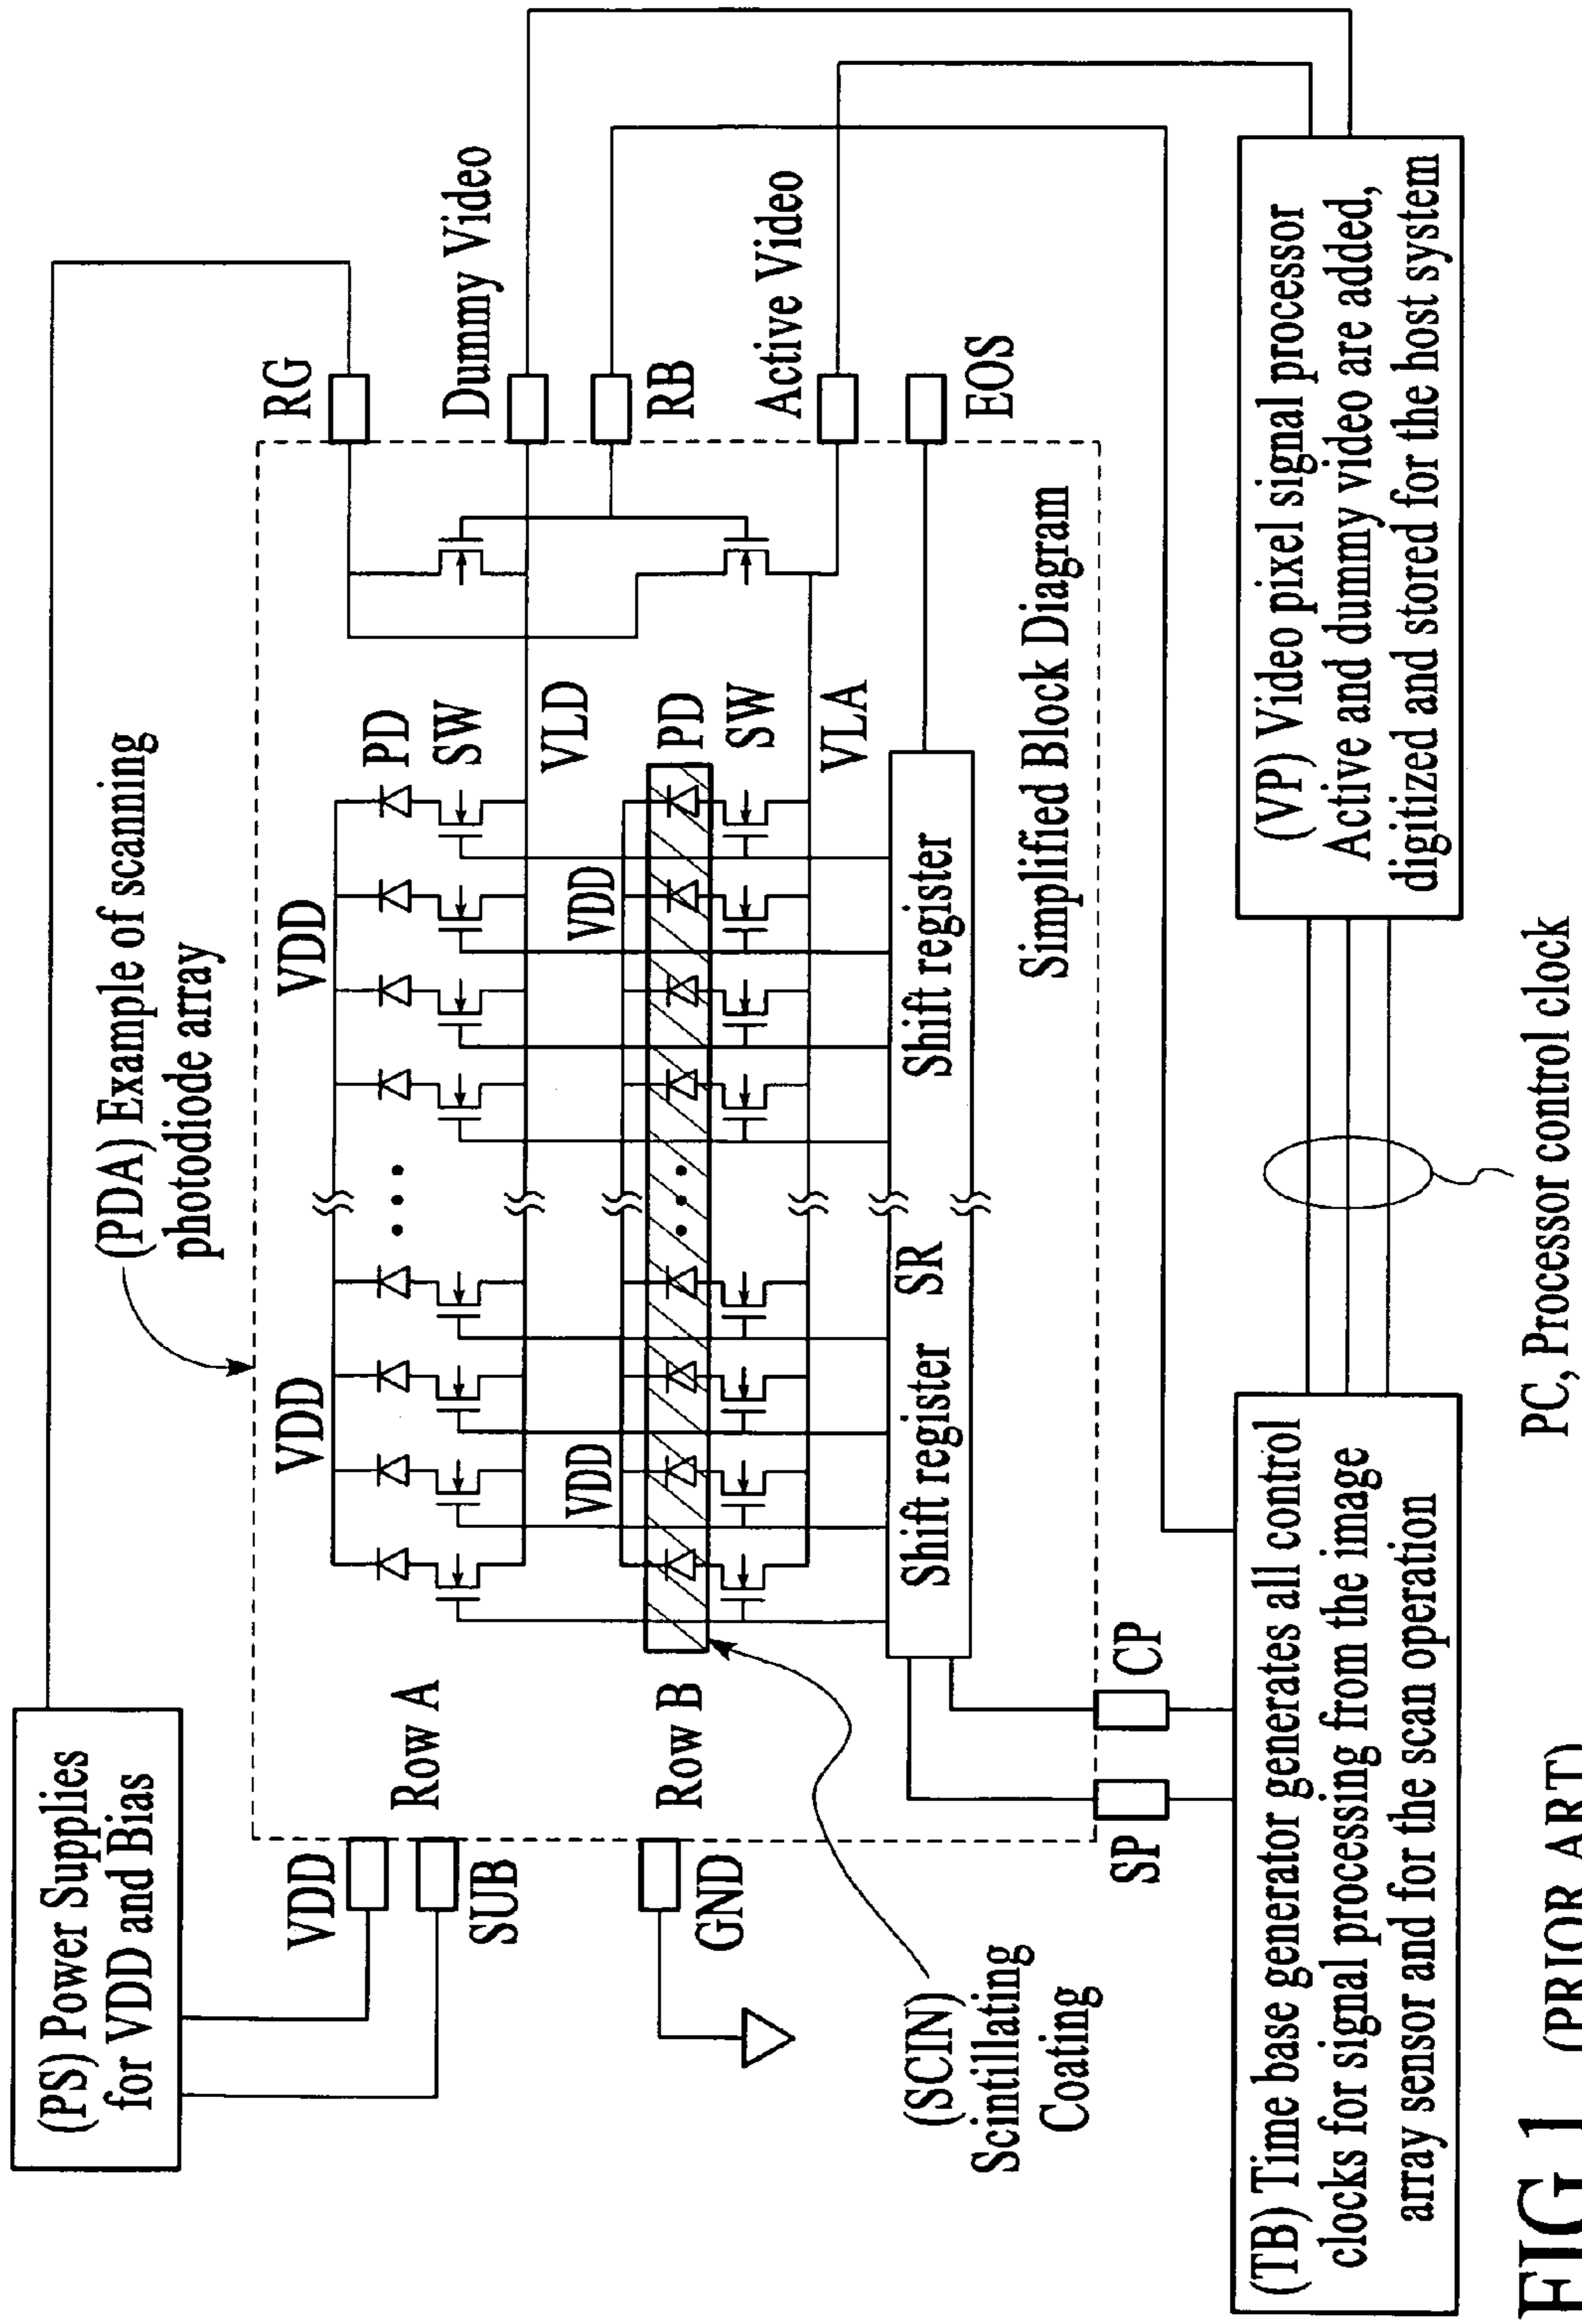 (PS) Power Supplies
for VDD and Bias
(PDA) Example of scanning
photodiode array
VDD
SUB
GND
Row A
Row B
VDD
VDD
PD
SW
VLD
VDD
VDD
PD
SW
VLA
Shift register
SR
Shift register
Simplified Block Diagram
RG
Dummy Video
RB
Active Video
EOS
(SCIN)
Scintillating
Coating
SP
CP
(TB) Time base generator generates all control
clocks for signal processing from the image
array sensor and for the scan operation
(VP) Video pixel signal processor
Active and dummy video are added,
digitized and stored for the host system
PC, Processor control clock
FIG.1 (PRIOR ART)